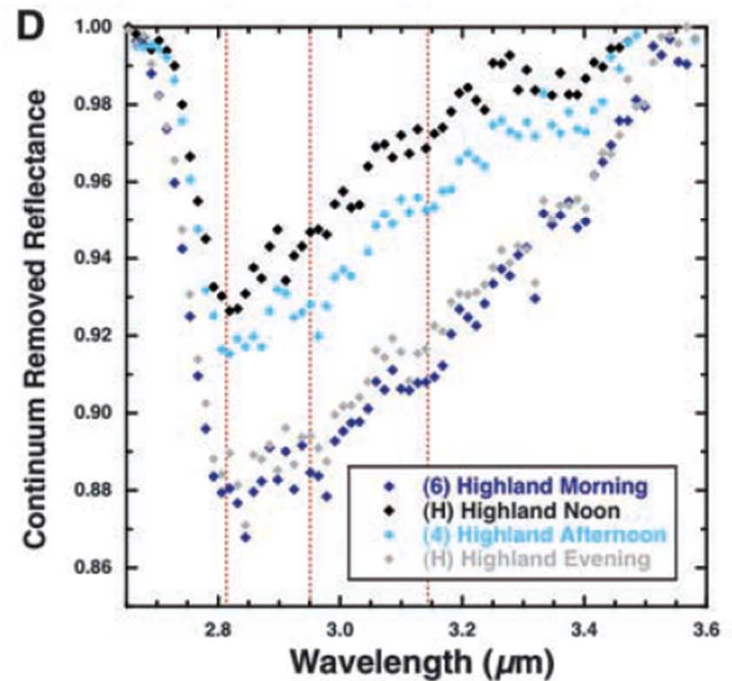 D
Continuum Removed Reflectance
1.00
0.98
0.96
0.94
0.92
0.90
0.88
0.86
(6) Highland Morning
(H) Highland Noon
(4) Highland Afternoon
(H) Highland Evening
2.8 3.0 3.2 3.4 3.6
Wavelength (μm)